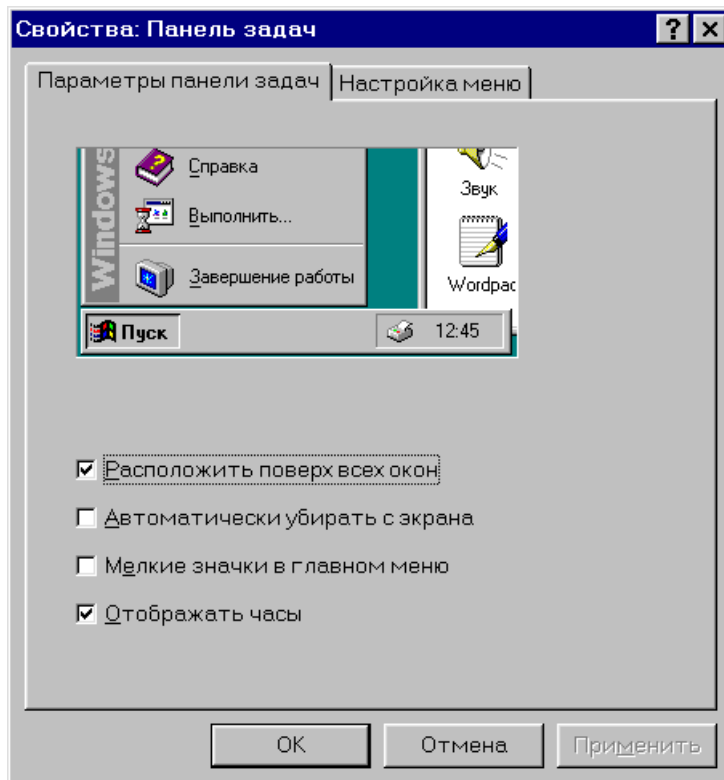 Свойства: Панель задач
Параметры панели задач
Настройка меню
Windows
Справка
Выполнить...
Завершение работы
Звук
Wordpad
Пуск
12:45
Расположить поверх всех окон
Автоматически убирать с экрана
Мелкие значки в главном меню
Отображать часы
OK
Отмена
Применить